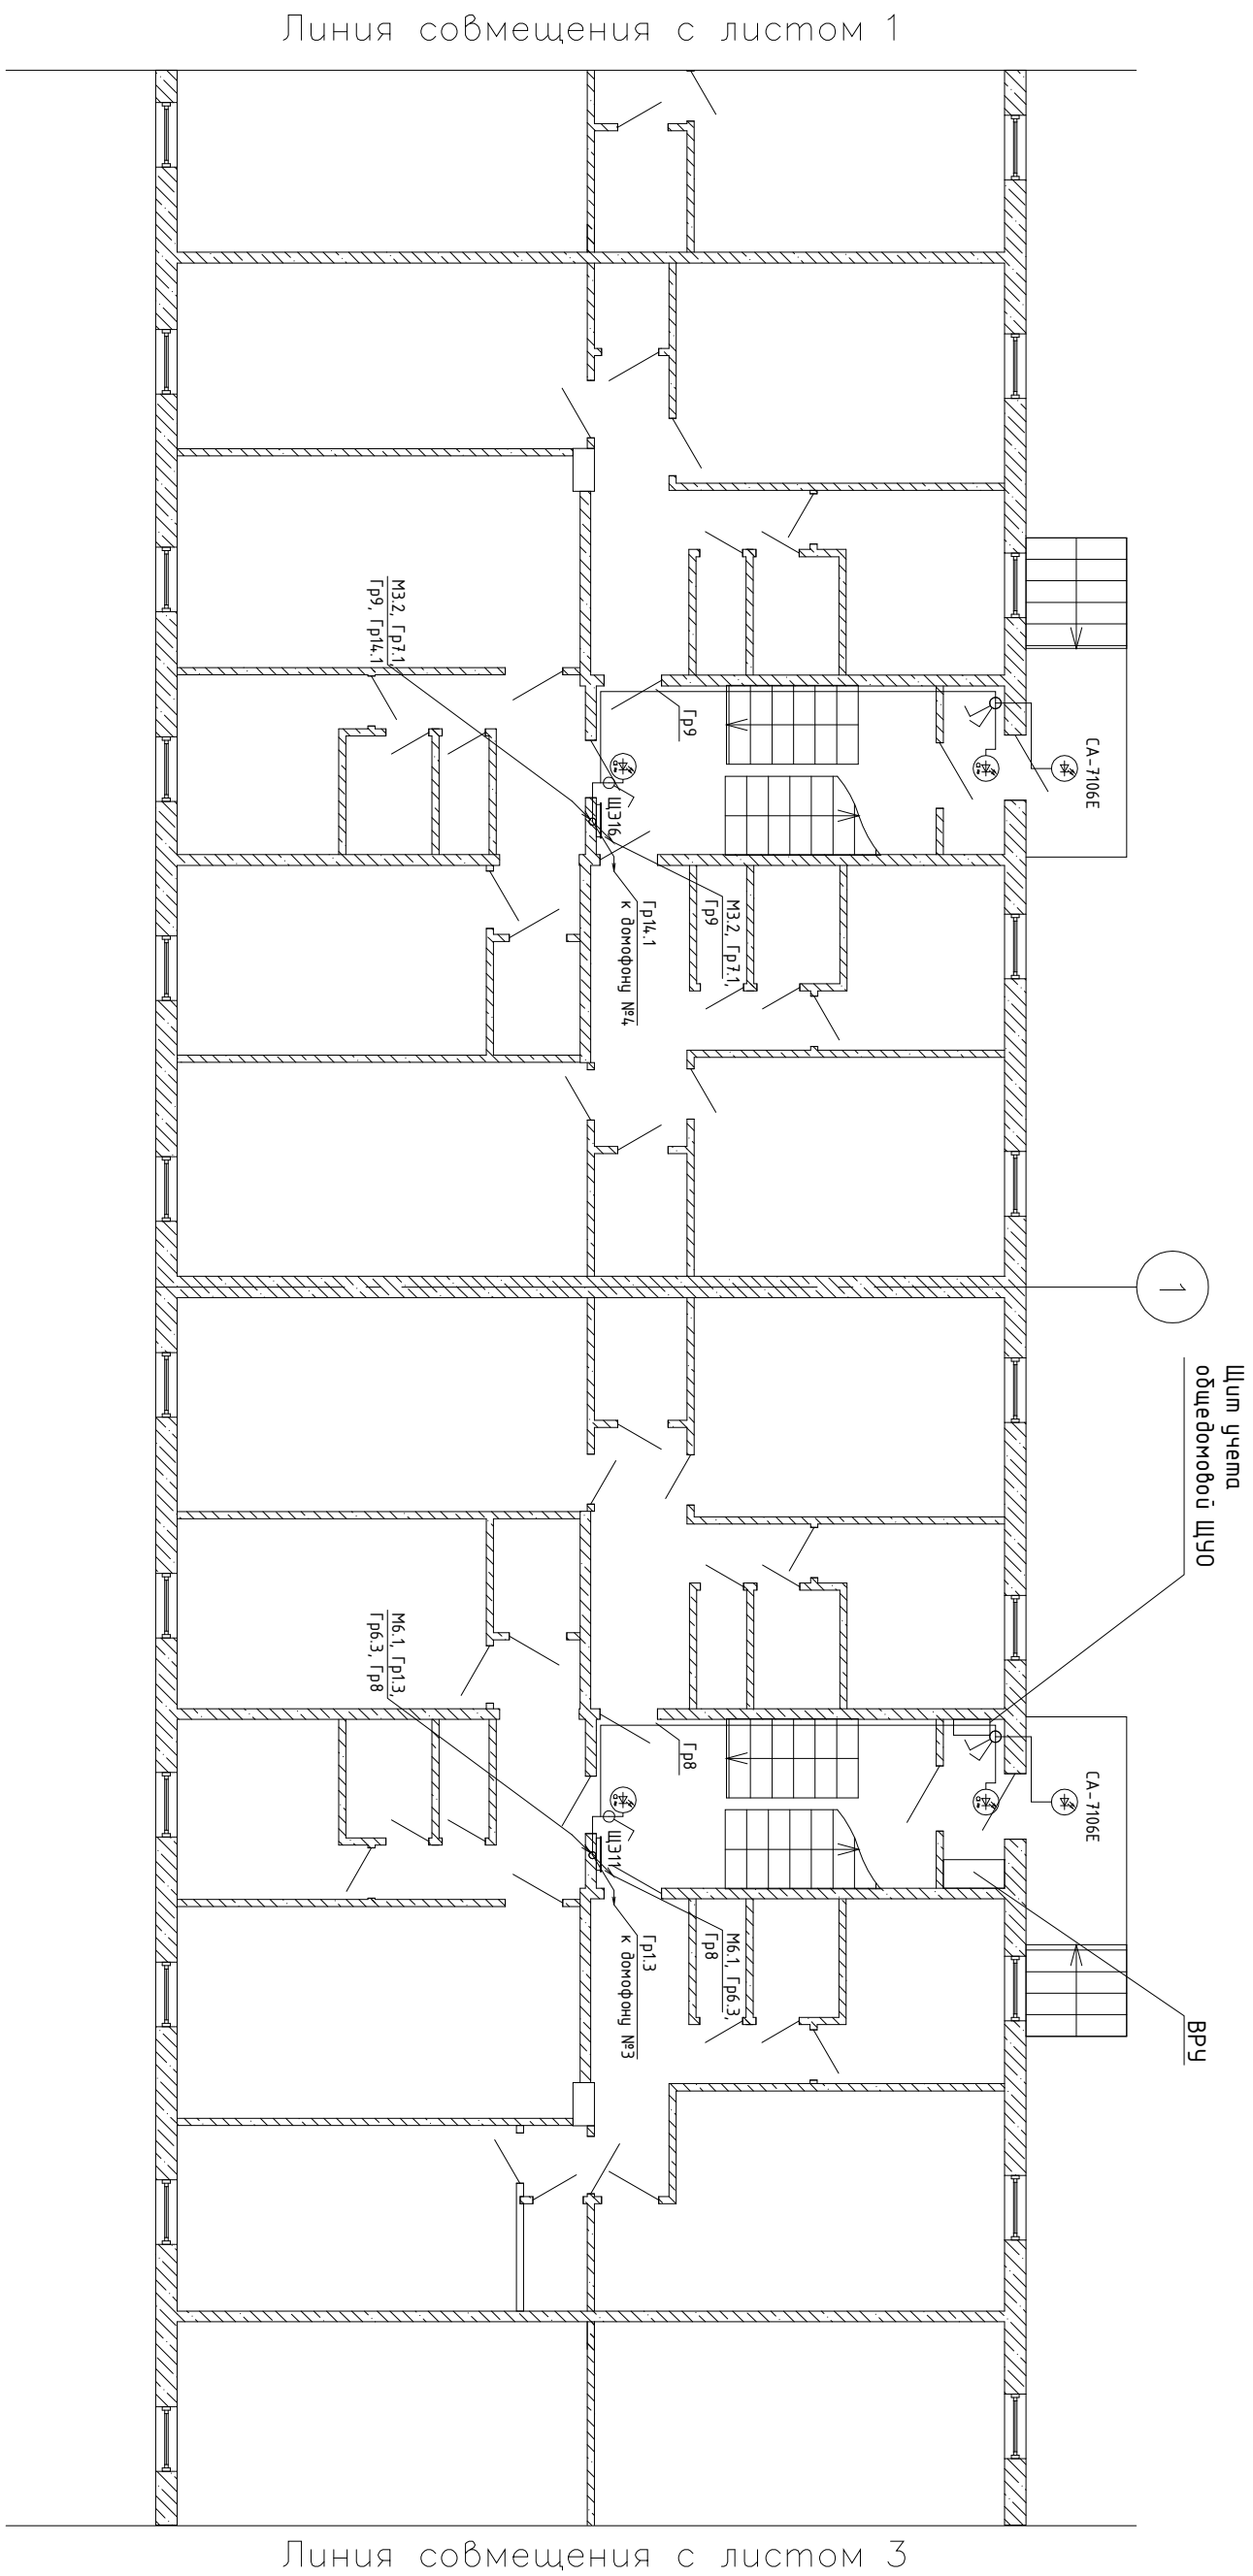 Линия совмещения с листом 1
М3.2, Гр7.1,
Гр9, Гр14.1
Гр9
СА-7106Е
ЩЭ16
М3.2, Гр7.1,
Гр9
Гр14.1
к домофону №4
1
Щит учета
общедомовой ЩУО
М6.1, Гр1.3,
Гр6.3, Гр8
Гр8
СА-7106Е
ЩЭ11
М6.1, Гр6.3,
Гр8
Гр1.3
к домофону №3
ВРУ
Линия совмещения с листом 3